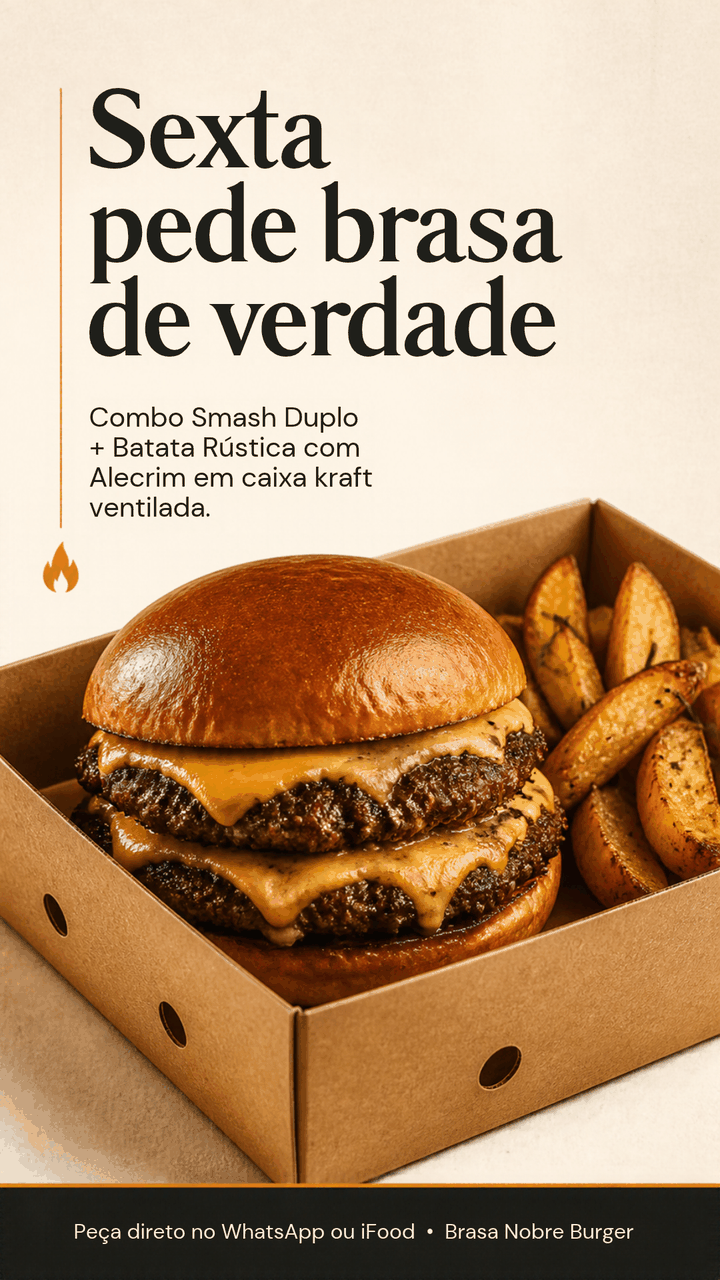 Sexta
pede brasa
de verdade
Combo Smash Duplo
+ Batata Rústica com
Alecrim em caixa kraft
ventilada.
Peça direto no WhatsApp ou iFood • Brasa Nobre Burger